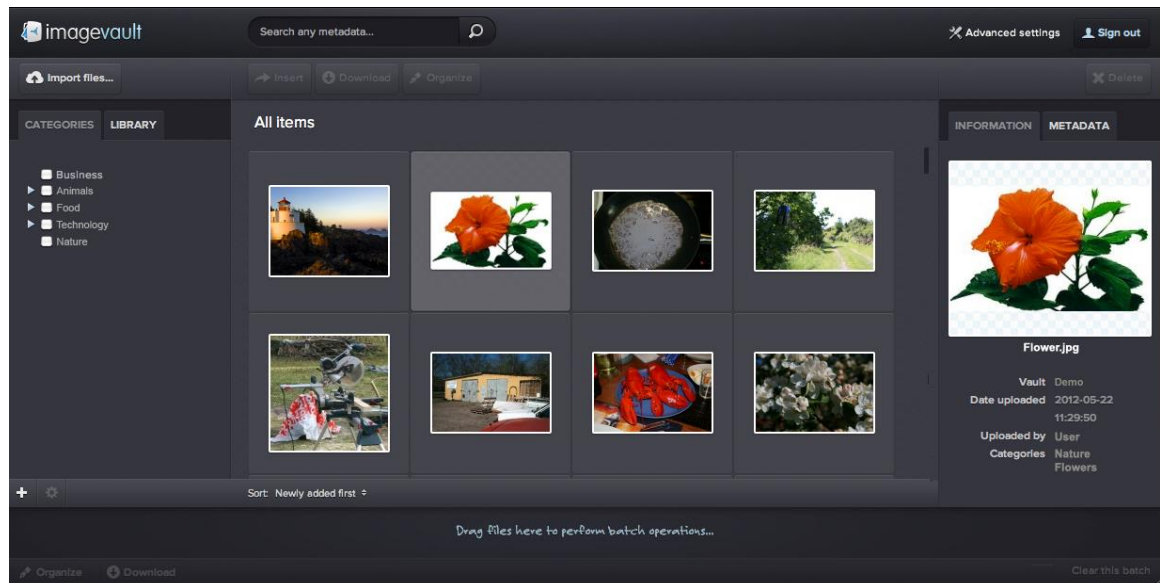 imagevault
Search any metadata...
Advanced settings
Sign out
Import files...
Insert
Download
Organize
Delete
CATEGORIES
LIBRARY
All items
INFORMATION
METADATA
Business
Animals
Food
Technology
Nature
Flower.jpg
Vault Demo
Date uploaded 2012-05-22
11:29:50
Uploaded by User
Categories Nature
Flowers
Sort: Newly added first
Drag files here to perform batch operations...
Organize
Download
Clear this batch